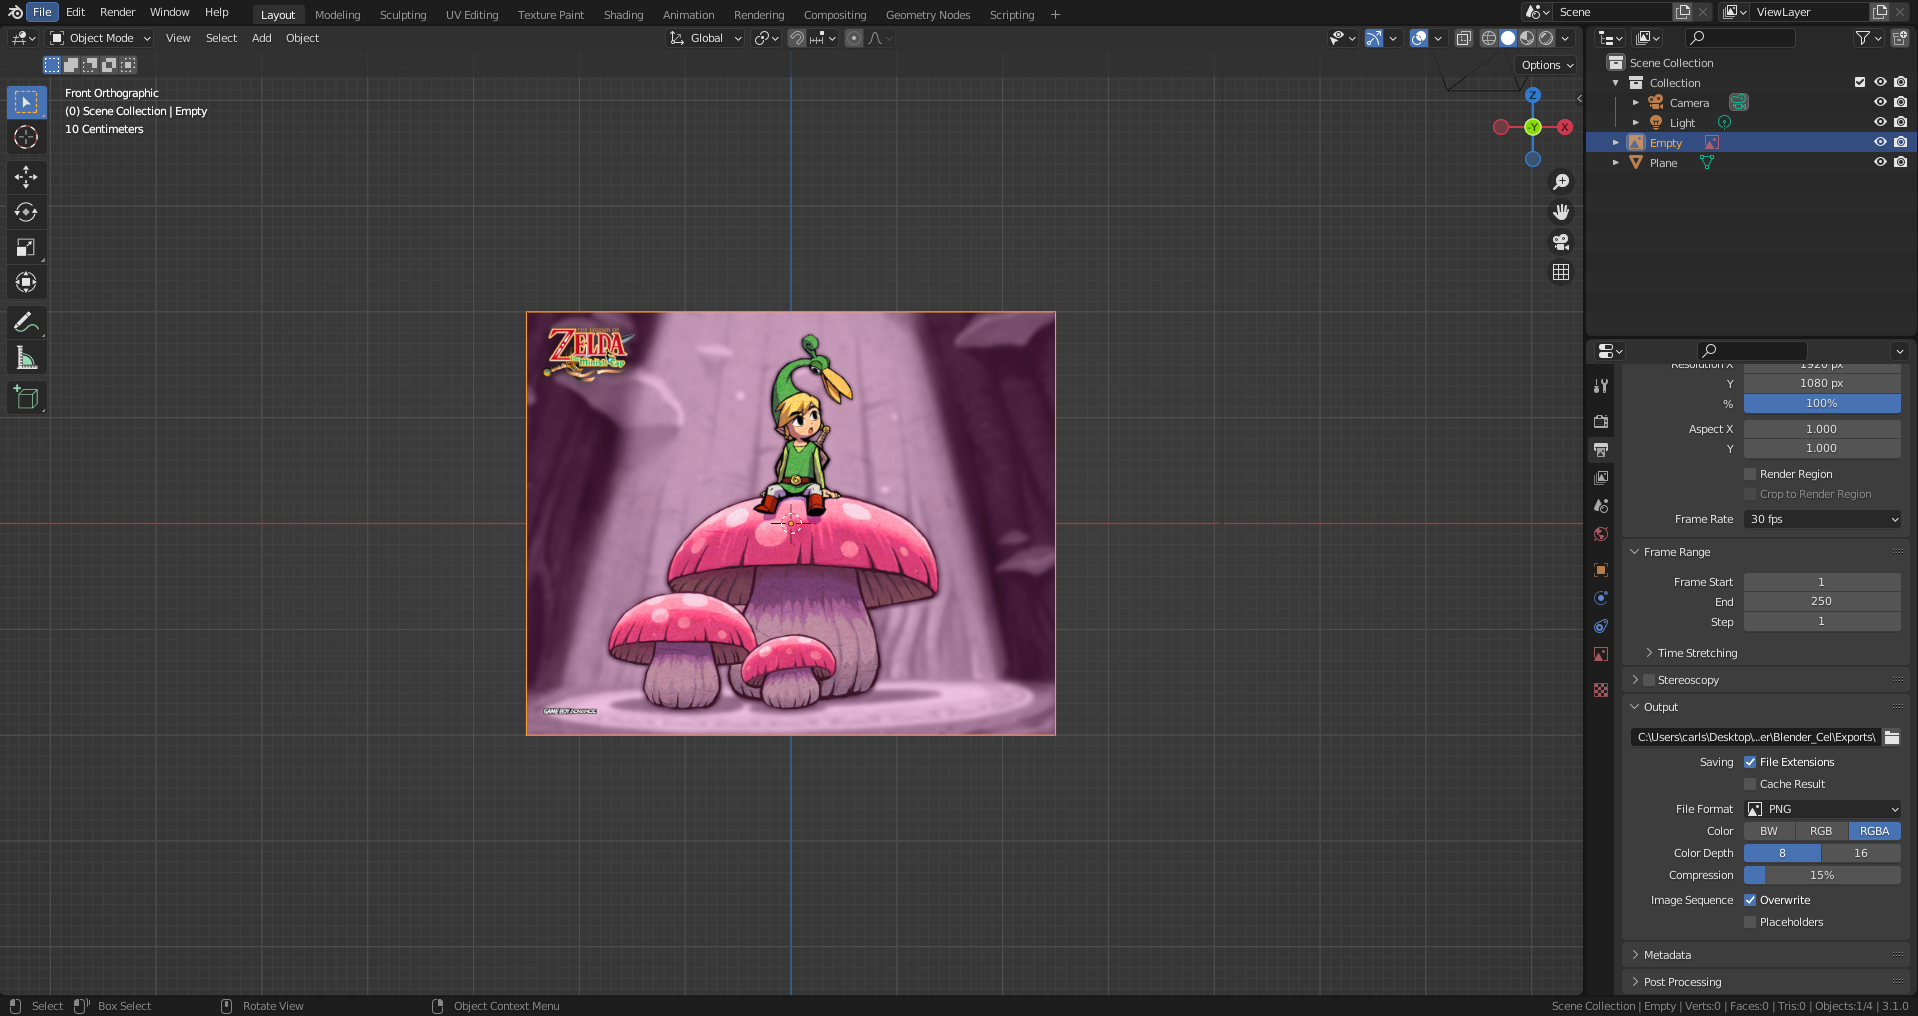 File Edit Render Window Help Layout Modeling Sculpting UV Editing Texture Paint Shading Animation Rendering Compositing Geometry Nodes Scripting + Scene ViewLayer
Object Mode View Select Add Object Global
Options
Front Orthographic
(0) Scene Collection | Empty
10 Centimeters
Z
-Y
X
THE LEGEND OF
ZELDA
The Minish Cap
GAME BOY ADVANCE
Scene Collection
Collection
Camera
Light
Empty
Plane
Resolution X 1920 px
Y 1080 px
% 100%
Aspect X 1.000
Y 1.000
Render Region
Crop to Render Region
Frame Rate 30 fps
Frame Range
Frame Start 1
End 250
Step 1
Time Stretching
Stereoscopy
Output
C:\Users\carls\Desktop\...er\Blender_Cel\Exports\
Saving File Extensions
Cache Result
File Format PNG
Color BW RGB RGBA
Color Depth 8 16
Compression 15%
Image Sequence Overwrite
Placeholders
Metadata
Post Processing
Select Box Select Rotate View Object Context Menu Scene Collection | Empty | Verts:0 | Faces:0 | Tris:0 | Objects:1/4 | 3.1.0